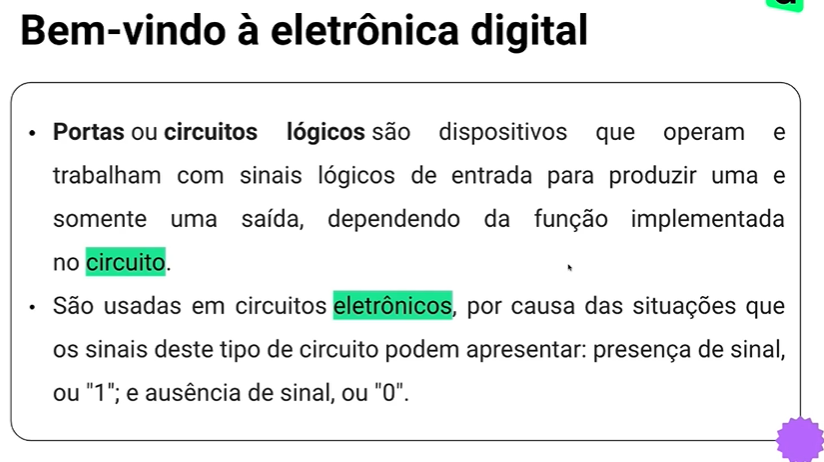 Bem-vindo à eletrônica digital
• Portas ou circuitos lógicos são dispositivos que operam e
trabalham com sinais lógicos de entrada para produzir uma e
somente uma saída, dependendo da função implementada
no circuito.
• São usadas em circuitos eletrônicos, por causa das situações que
os sinais deste tipo de circuito podem apresentar: presença de sinal,
ou "1"; e ausência de sinal, ou "0".